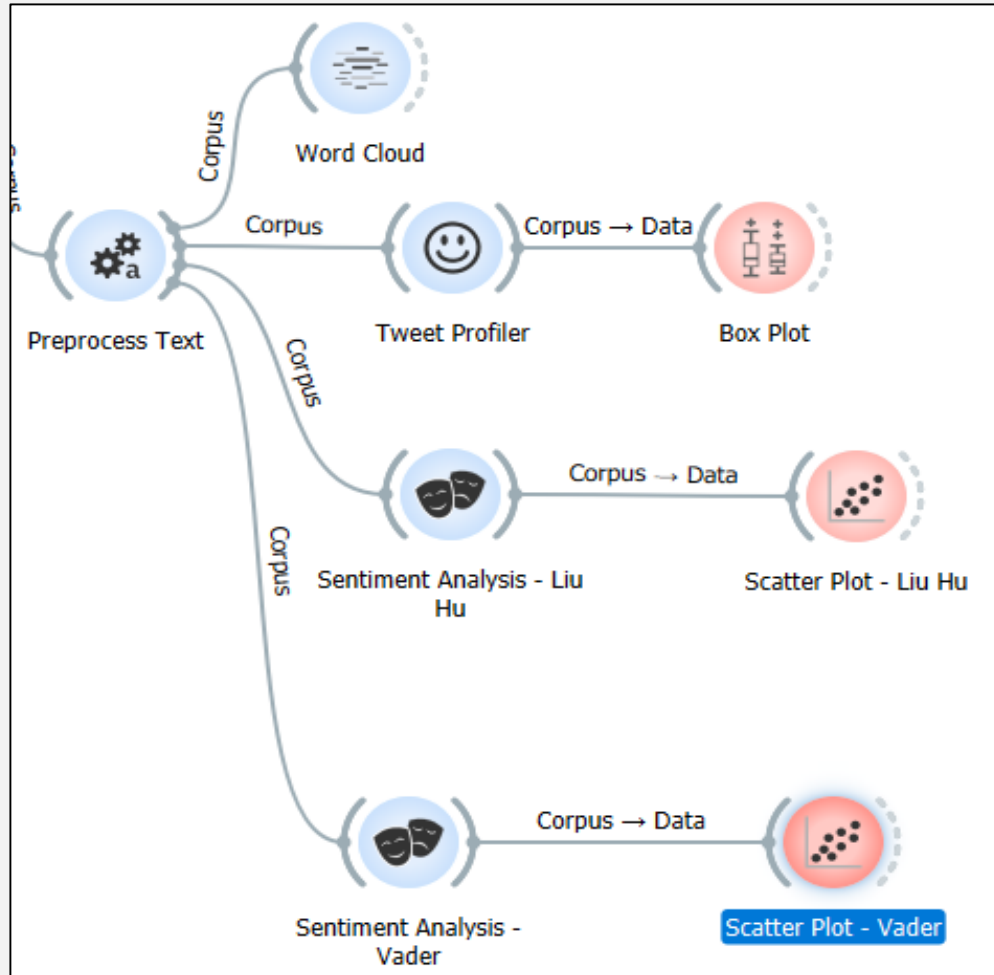 Corpus
Word Cloud
Corpus
Corpus
Corpus → Data
a
Preprocess Text
Tweet Profiler
Box Plot
Corpus
Corpus → Data
Sentiment Analysis - Liu
Hu
Scatter Plot - Liu Hu
Corpus
Corpus → Data
Sentiment Analysis -
Vader
Scatter Plot - Vader